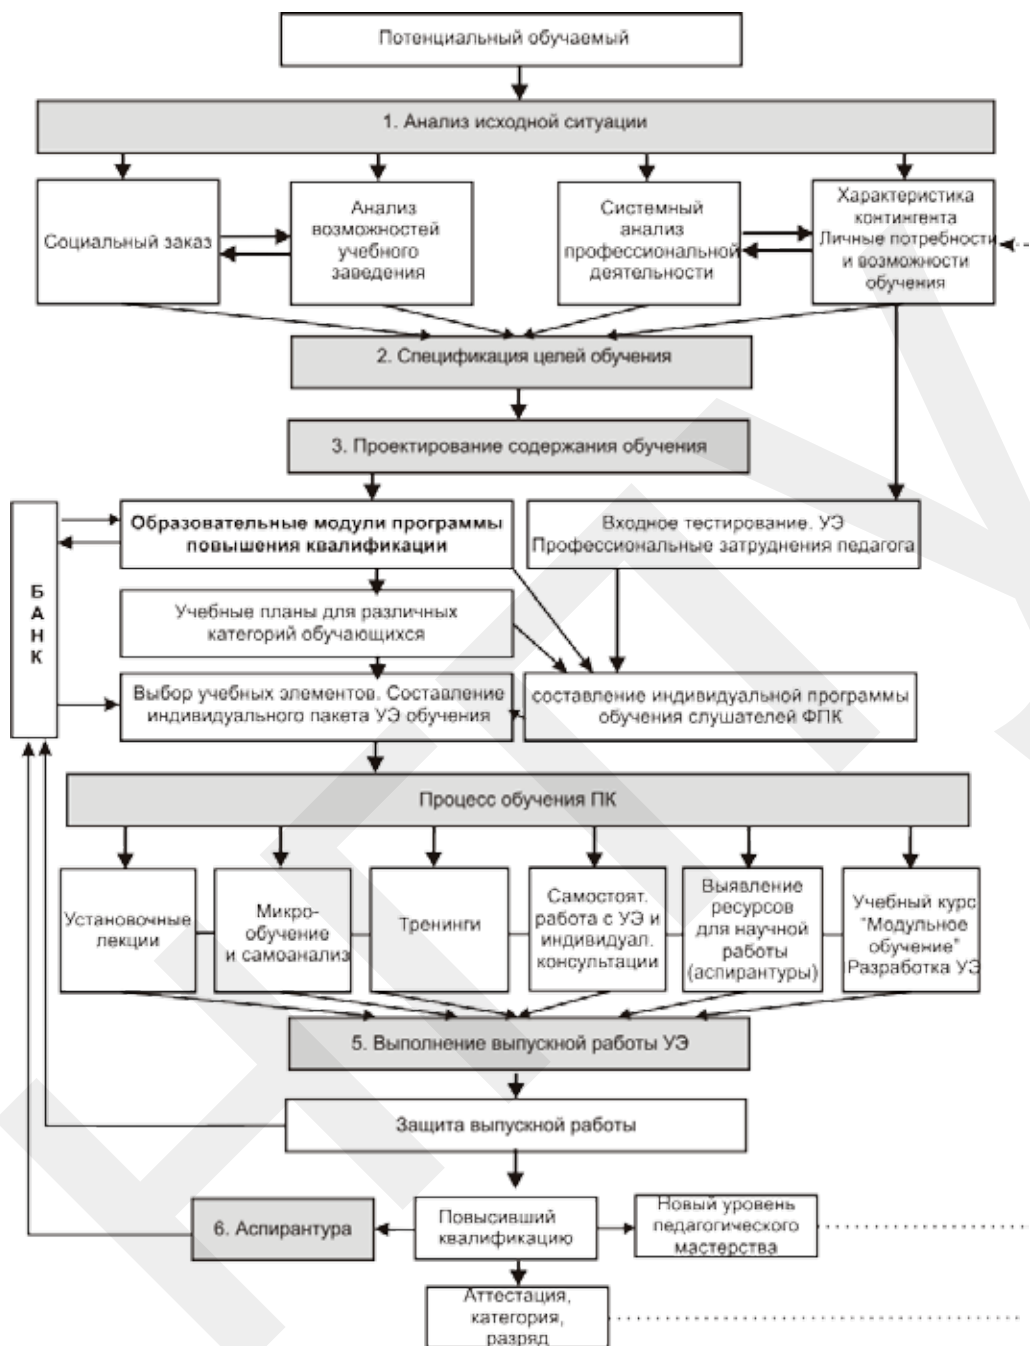 Потенциальный обучаемый
1. Анализ исходной ситуации
Социальный заказ
Анализ
возможностей
учебного
заведения
Системный
анализ
профессиональной
деятельности
Характеристика
контингента
Личные потребности
и возможности
обучения
2. Спецификация целей обучения
3. Проектирование содержания обучения
БАНК
Образовательные модули программы
повышения квалификации
Входное тестирование. УЭ
Профессиональные затруднения педагога
Учебные планы для различных
категорий обучающихся
Выбор учебных элементов. Составление
индивидуального пакета УЭ обучения
составление индивидуальной программы
обучения слушателей ФПК
Процесс обучения ПК
Установочные
лекции
Микро-
обучение
и самоанализ
Тренинги
Самостоят.
работа с УЭ и
индивидуал.
консультации
Выявление
ресурсов
для научной
работы
(аспирантуры)
Учебный курс
"Модульное
обучение"
Разработка УЭ
5. Выполнение выпускной работы УЭ
Защита выпускной работы
6. Аспирантура
Повысивший
квалификацию
Новый уровень
педагогического
мастерства
Аттестация,
категория,
разряд